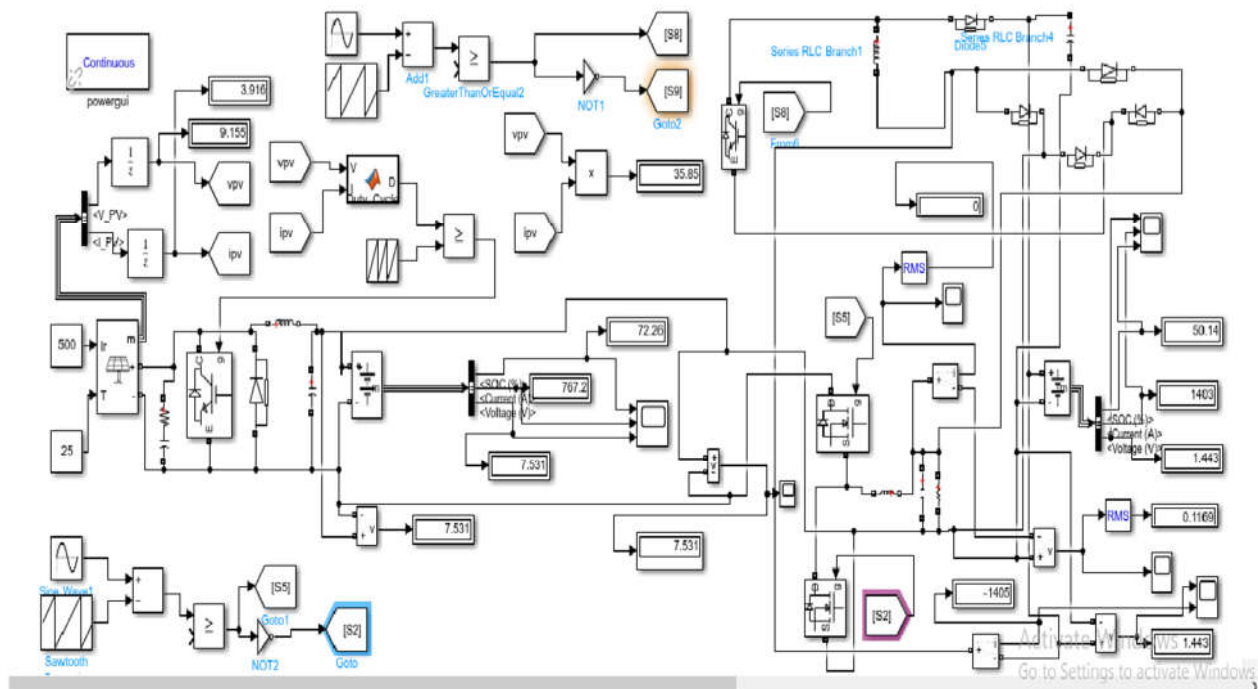 Continuous
powergui
3.916
9.155
1
z
vpv
<V_PV>
<I_PV>
1
z
ipv
500
Ir
m
T
+
-
25
Add1
GreaterThanOrEqual2
≥
NOT1
[S8]
[S9]
Goto2
vpv
ipv
V
I
D
≥
vpv
ipv
x
35.85
Series RLC Branch1
Diode5
Series RLC Branch4
[S8]
From6
g
C
E
0
RMS
[S5]
g
C
E
72.26
<SOC (%)>
767.2
<Current (A)>
<Voltage (V)>
7.531
v
7.531
7.531
g
D
S
50.14
<SOC (%)>
1403
<Current (A)>
<Voltage (V)>
1.443
RMS
0.1169
v
Sine Wave1
Sawtooth
≥
[S5]
Goto1
NOT2
[S2]
Goto
g
S
[S2]
-1405
1.443
Activate Windows
Go to Settings to activate Windows